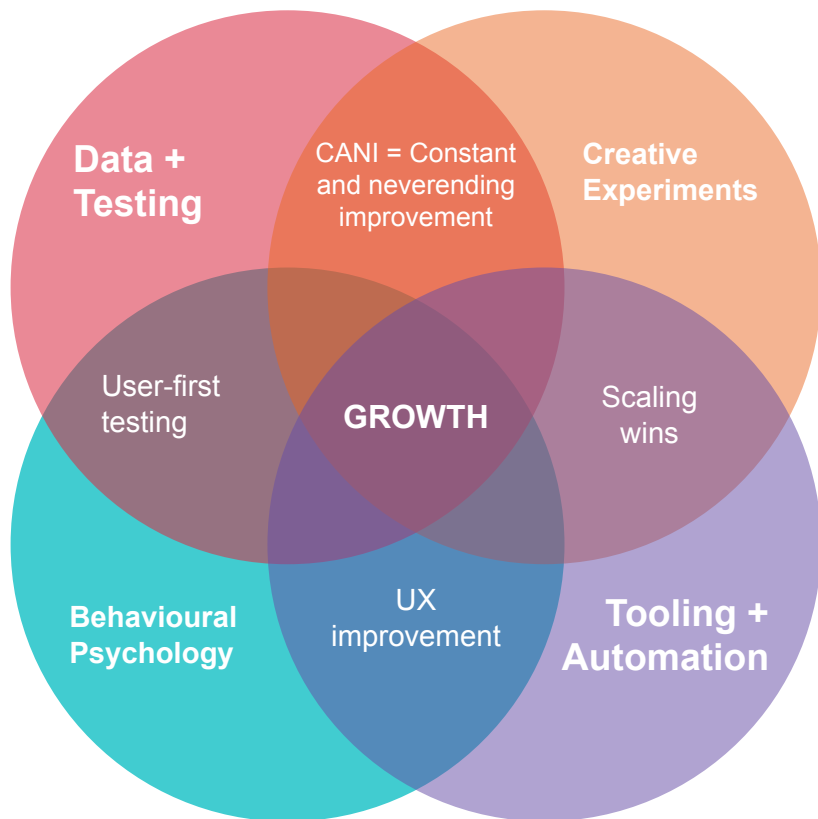 Data +
Testing
CANI = Constant
and neverending
improvement
Creative
Experiments
User-first
testing
GROWTH
Scaling
wins
Behavioural
Psychology
UX
improvement
Tooling +
Automation